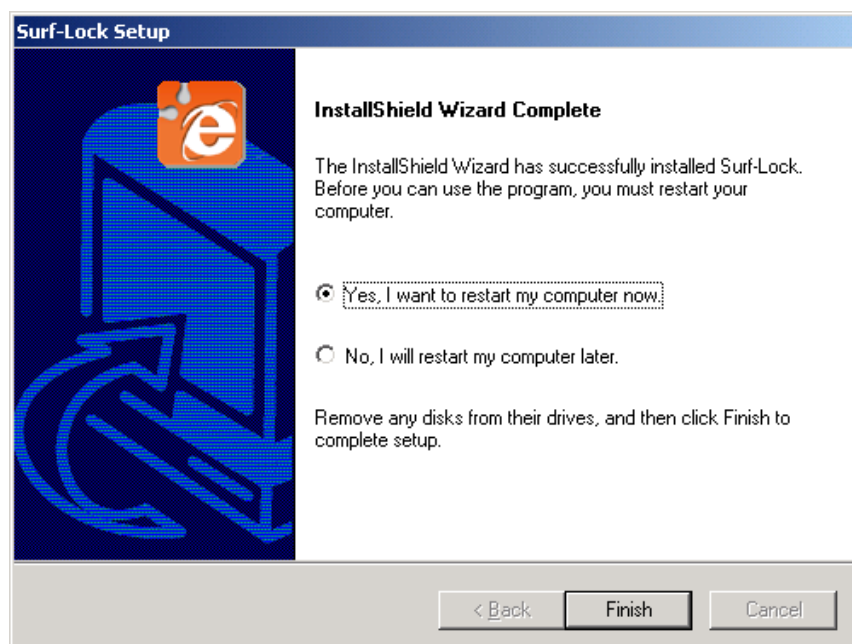 Surf-Lock Setup
InstallShield Wizard Complete
The InstallShield Wizard has successfully installed Surf-Lock.
Before you can use the program, you must restart your
computer.
Yes, I want to restart my computer now.
No, I will restart my computer later.
Remove any disks from their drives, and then click Finish to
complete setup.
< Back
Finish
Cancel